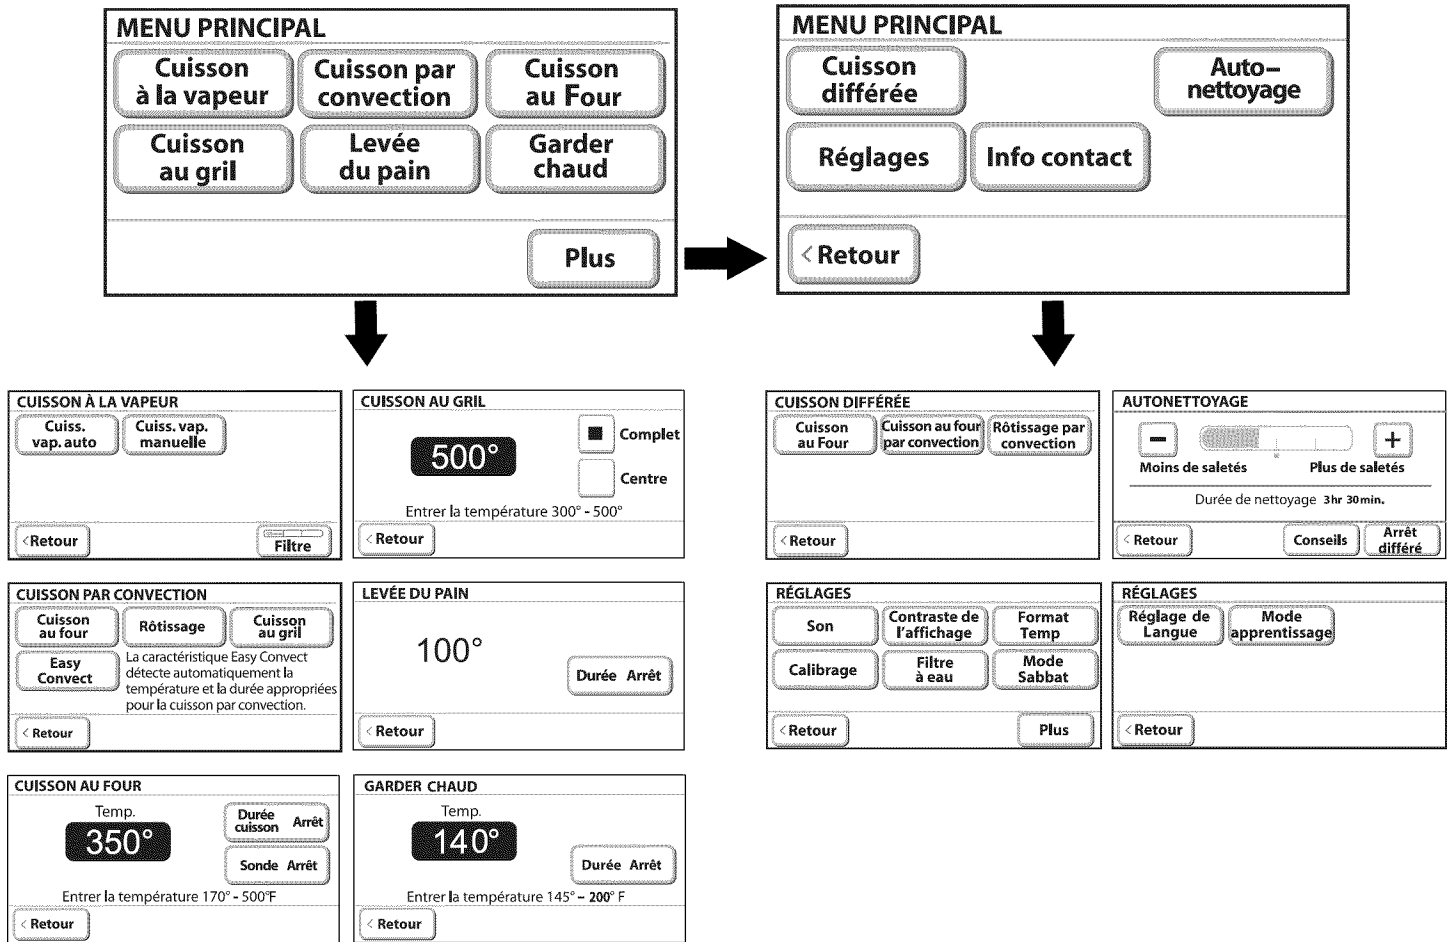 MENU PRINCIPAL
Cuisson
à la vapeur
Cuisson par
convection
Cuisson
au Four
Cuisson
au gril
Levée
du pain
Garder
chaud
Plus
MENU PRINCIPAL
Cuisson
différée
Auto–
nettoyage
Réglages
Info contact
< Retour
CUISSON À LA VAPEUR
Cuiss.
vap. auto
Cuiss. vap.
manuelle
<Retour
Filtre
CUISSON AU GRIL
500°
Complet
Centre
Entrer la température 300° - 500°
< Retour
CUISSON PAR CONVECTION
Cuisson
au four
Rôtissage
Cuisson
au gril
Easy
Convect
La caractéristique Easy Convect
détecte automatiquement la
température et la durée appropriées
pour la cuisson par convection.
< Retour
LEVÉE DU PAIN
100°
Durée Arrêt
< Retour
CUISSON AU FOUR
Temp.
350°
Durée
cuisson Arrêt
Sonde Arrêt
Entrer la température 170° - 500°F
< Retour
GARDER CHAUD
Temp.
140°
Durée Arrêt
Entrer la température 145° – 200° F
< Retour
CUISSON DIFFÉRÉE
Cuisson
au Four
Cuisson au four
par convection
Rôtissage par
convection
<Retour
AUTONETTOYAGE
–
+
Moins de saletés
Plus de saletés
Durée de nettoyage 3hr 30min.
< Retour
Conseils
Arrêt
différé
RÉGLAGES
Son
Contraste de
l'affichage
Format
Temp
Calibrage
Filtre
à eau
Mode
Sabbat
<Retour
Plus
RÉGLAGES
Réglage de
Langue
Mode
apprentissage
<Retour